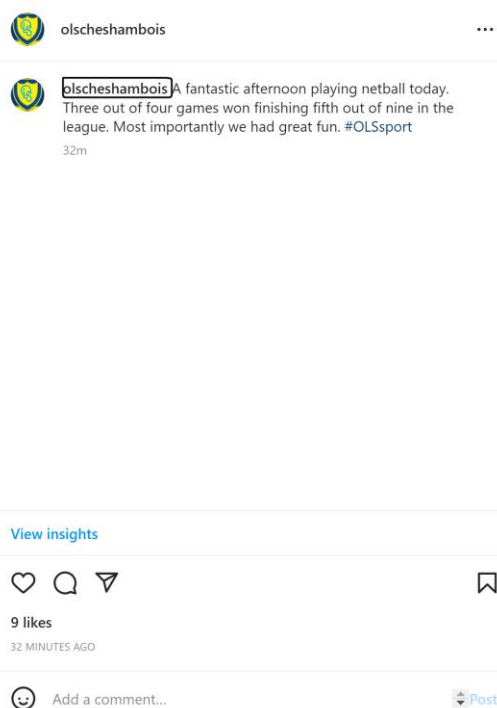 olscheshambois
olscheshambois A fantastic afternoon playing netball today.
Three out of four games won finishing fifth out of nine in the
league. Most importantly we had great fun. #OLSsport
32m
View insights
9 likes
32 MINUTES AGO
Add a comment... Post